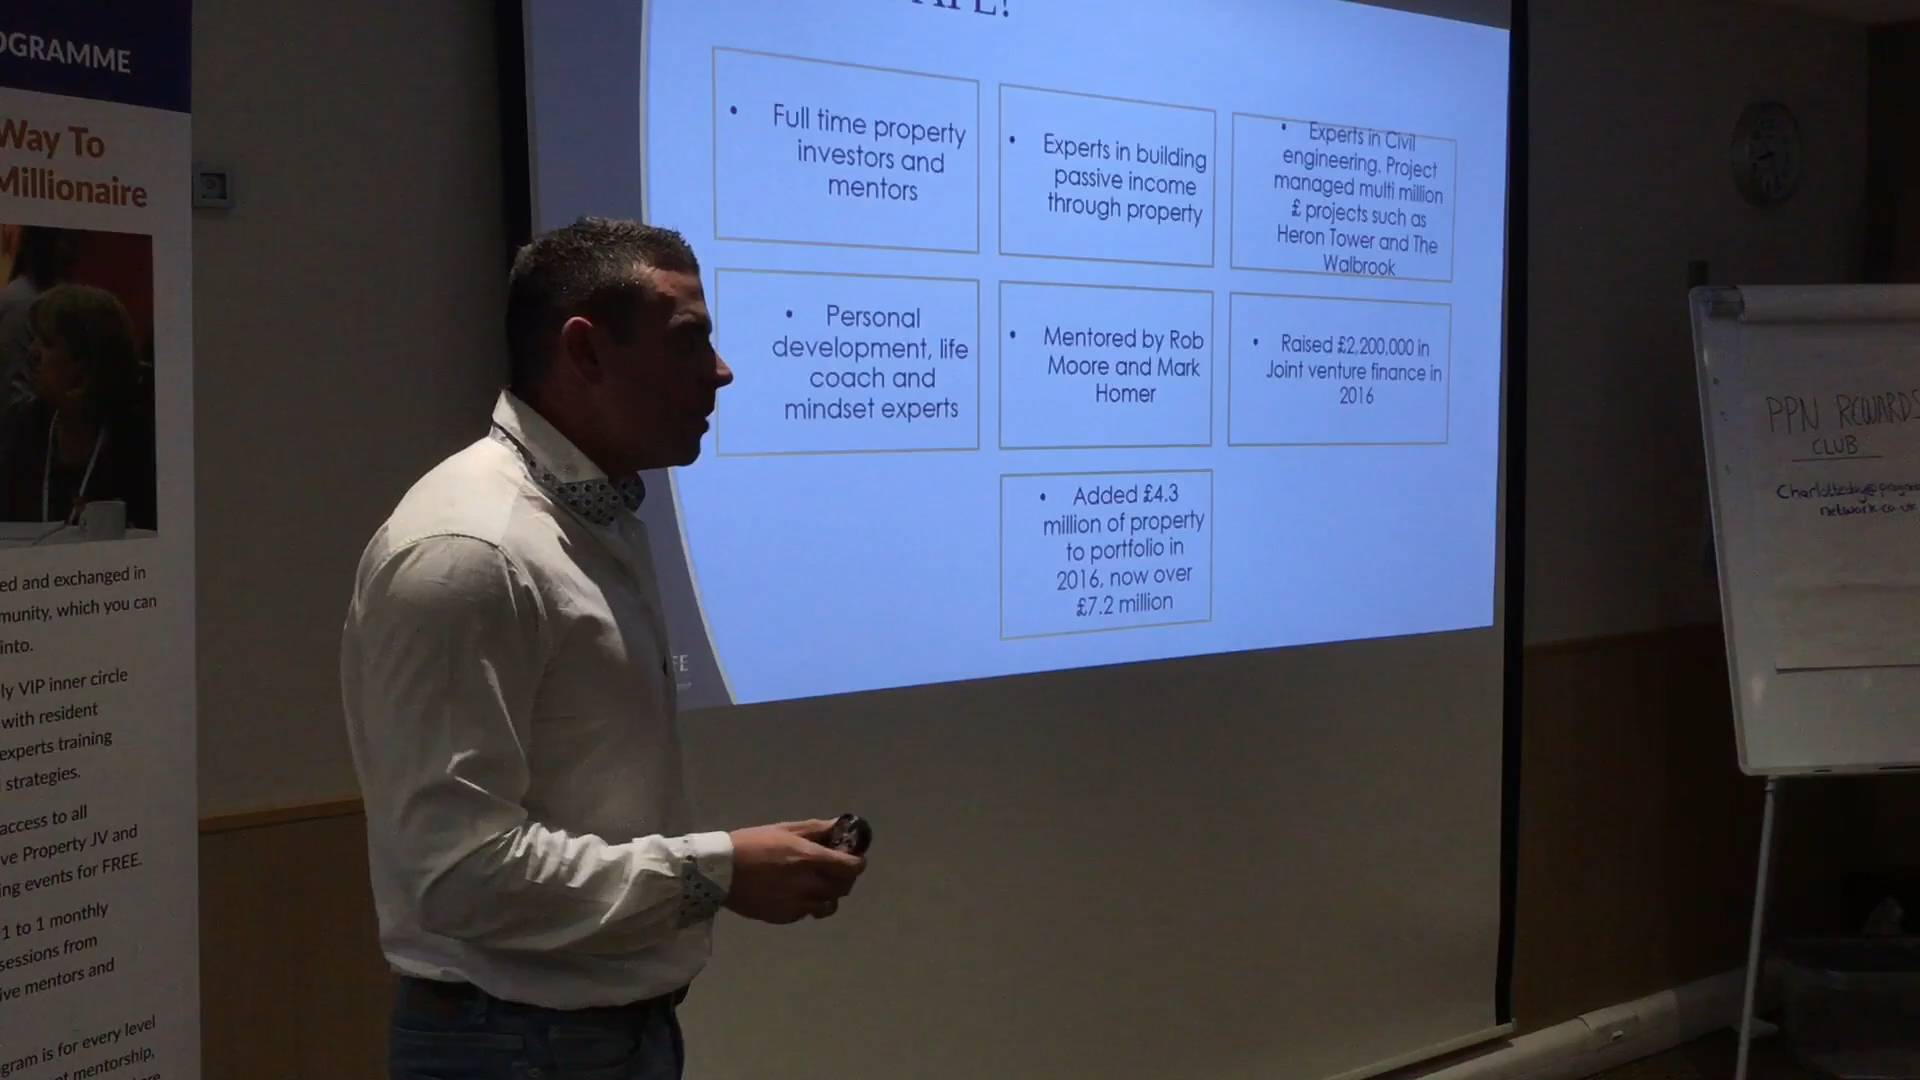 OGRAMME
Way To
Millionaire
ed and exchanged in
munity, which you can
into.
ly VIP inner circle
with resident
experts training
strategies.
access to all
ve Property JV and
ing events for FREE.
1 to 1 monthly
sessions from
ive mentors and
gram is for every level
nt mentorship,
• Full time property
investors and
mentors
• Experts in building
passive income
through property
• Experts in Civil
engineering. Project
managed multi million
£ projects such as
Heron Tower and The
Walbrook
• Personal
development, life
coach and
mindset experts
• Mentored by Rob
Moore and Mark
Homer
• Raised £2,200,000 in
Joint venture finance in
2016
• Added £4.3
million of property
to portfolio in
2016, now over
£7.2 million
FE
PPN REWARDS
CLUB
network.co.uk